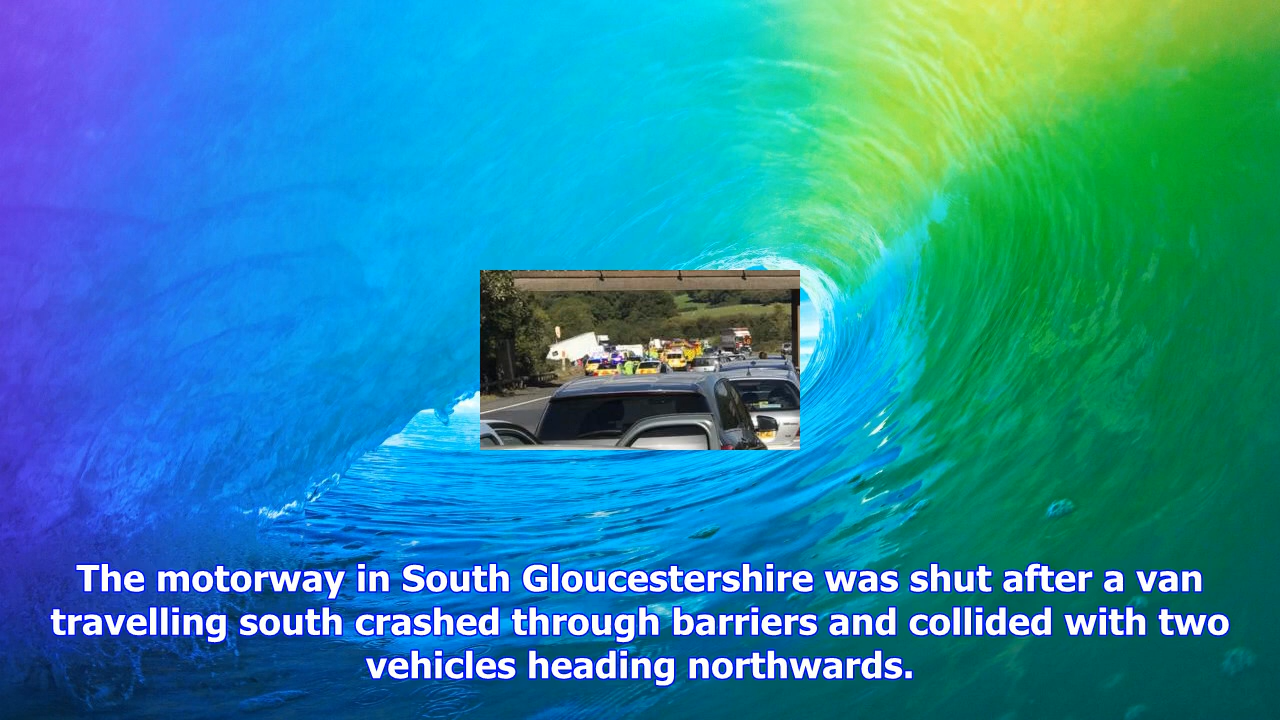 The motorway in South Gloucestershire was shut after a van
travelling south crashed through barriers and collided with two
vehicles heading northwards.